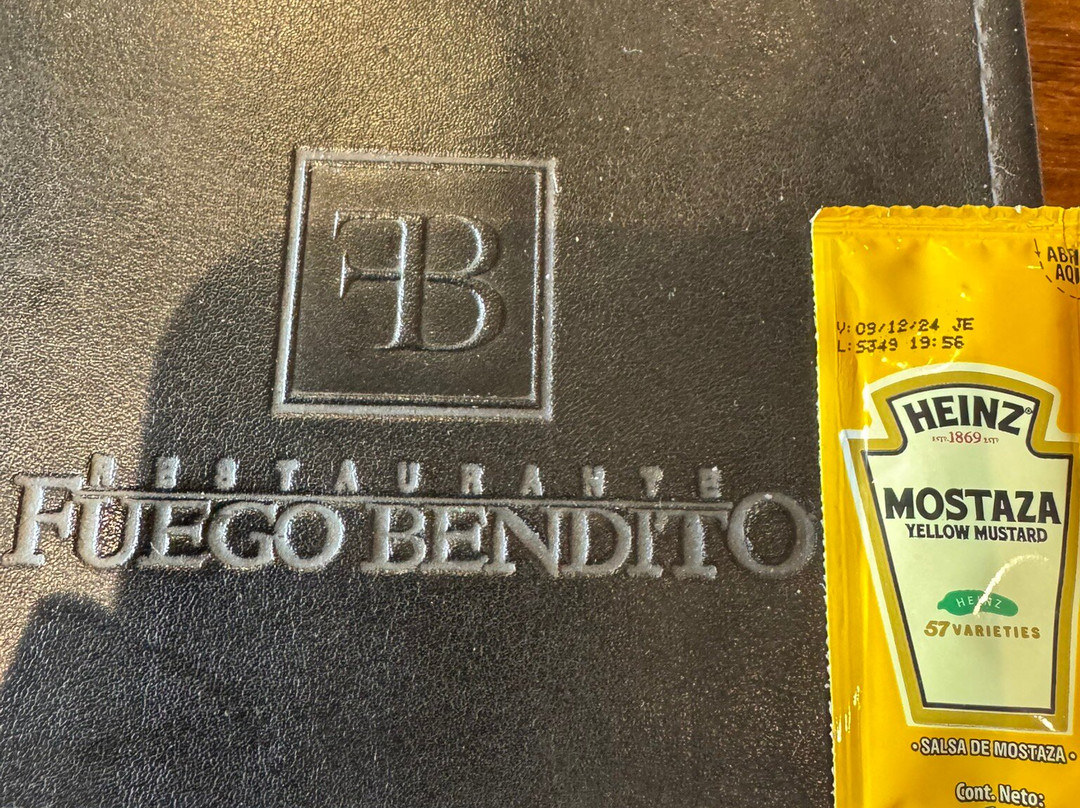 FB
RESTAURANTE
FUEGO BENDITO
V: 09/12/24 JE
L: S349 19:56
HEINZ®
EST. 1869 EST.
MOSTAZA
YELLOW MUSTARD
HEINZ
57 VARIETIES
•SALSA DE MOSTAZA•
Cont. Neto: